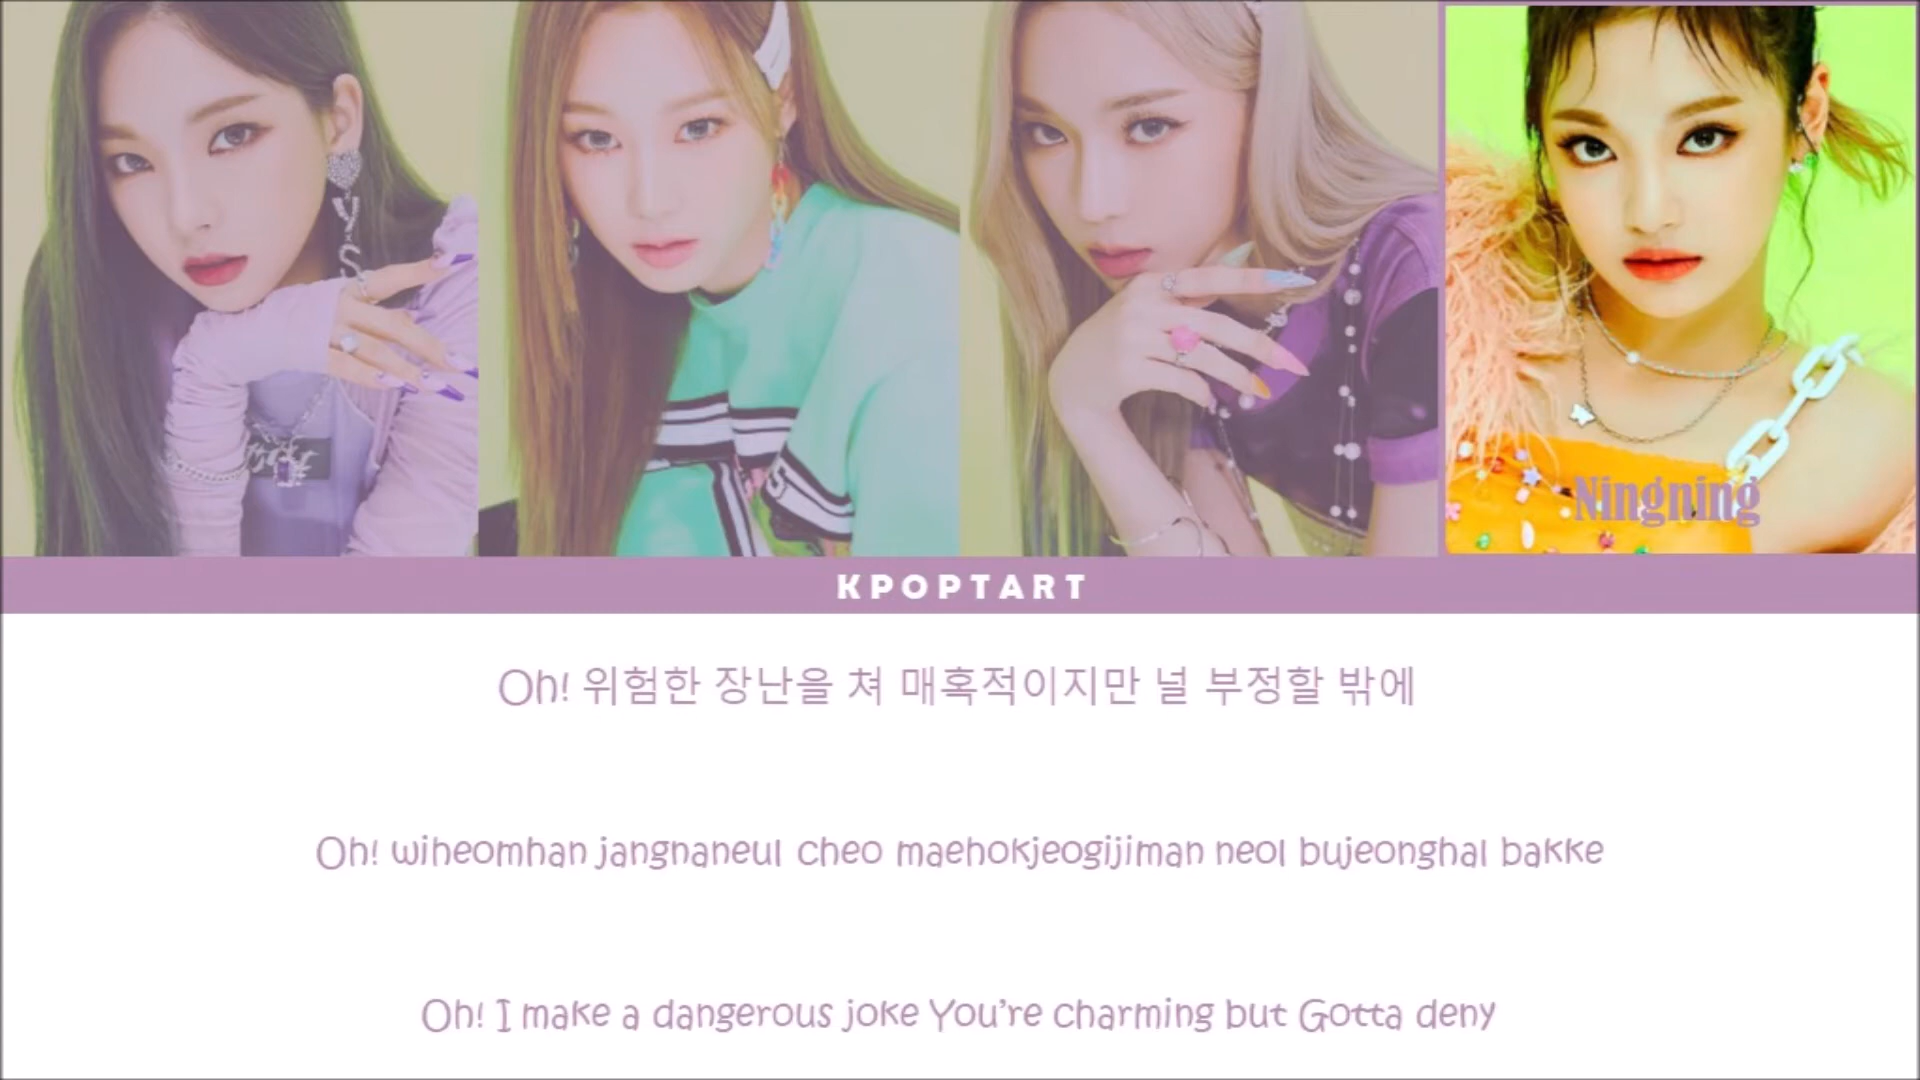 YS
Ningning
KPOPTART
Oh! 위험한 장난을 쳐 매혹적이지만 널 부정할 밖에
Oh! wiheomhan jangnaneul cheo maehokjeogijiman neol bujeonghal bakke
Oh! I make a dangerous joke You're charming but Gotta deny